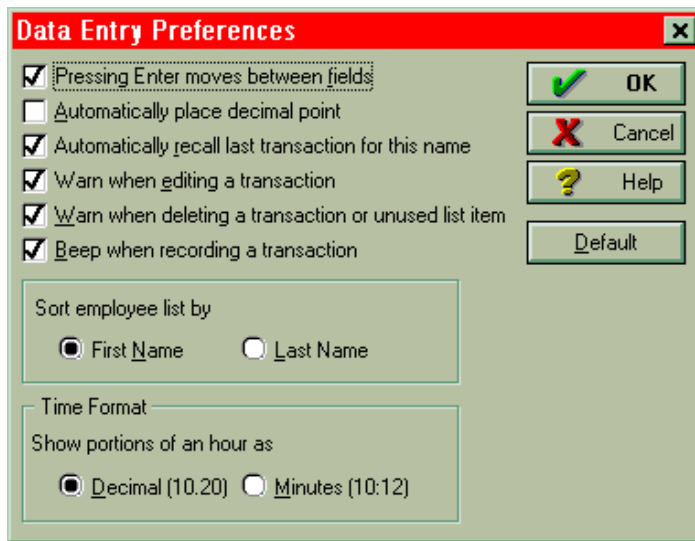 Data Entry Preferences
Pressing Enter moves between fields
Automatically place decimal point
Automatically recall last transaction for this name
Warn when editing a transaction
Warn when deleting a transaction or unused list item
Beep when recording a transaction
OK
Cancel
Help
Default
Sort employee list by
First Name Last Name
Time Format
Show portions of an hour as
Decimal (10.20) Minutes (10:12)